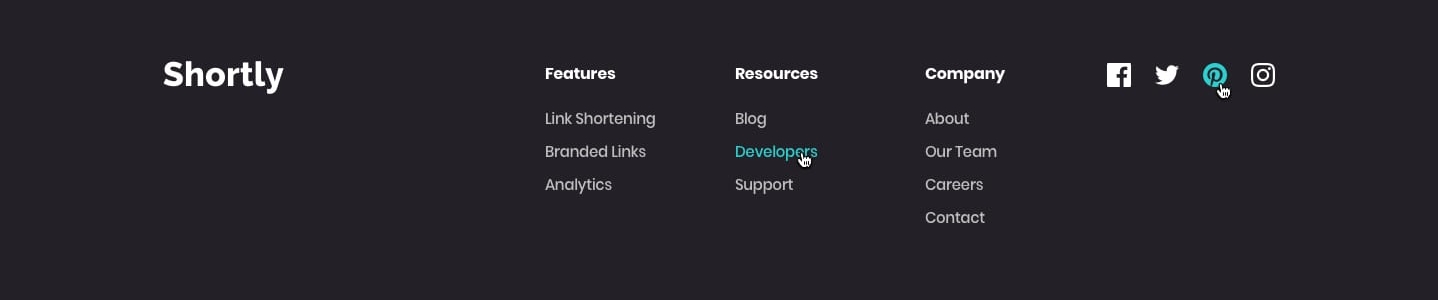 Shortly
Features
Link Shortening
Branded Links
Analytics
Resources
Blog
Developers
Support
Company
About
Our Team
Careers
Contact